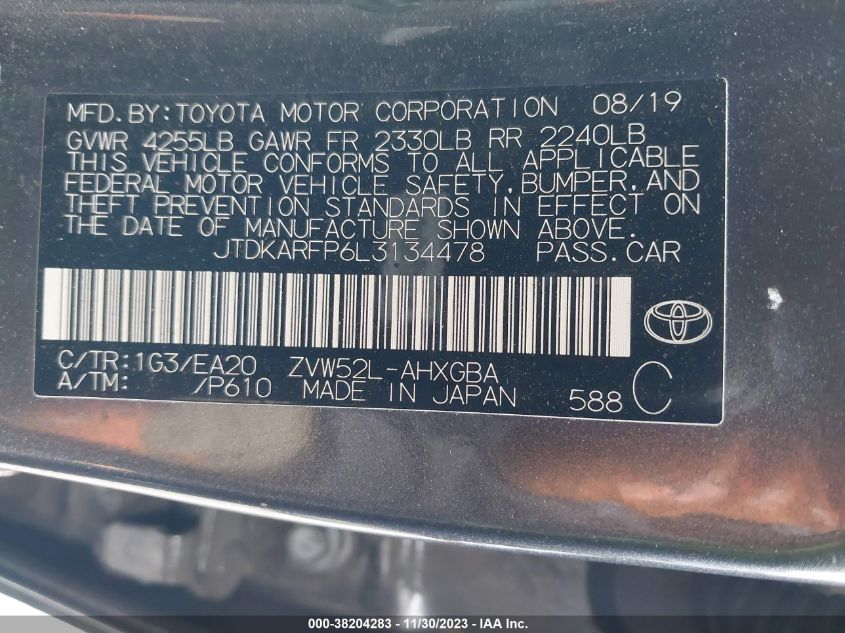 MFD.BY:TOYOTA MOTOR CORPORATION 08/19
GVWR 4255LB GAWR FR 2330LB RR 2240LB
THIS VEHICLE CONFORMS TO ALL APPLICABLE
FEDERAL MOTOR VEHICLE SAFETY,BUMPER,AND
THEFT PREVENTION STANDARDS IN EFFECT ON
THE DATE OF MANUFACTURE SHOWN ABOVE.
JTDKARFP6L3134478 PASS.CAR
C/TR:1G3/EA20 ZVW52L-AHXGBA
A/TM: /P610 MADE IN JAPAN 588 C
000-38204283 - 11/30/2023 - IAA Inc.